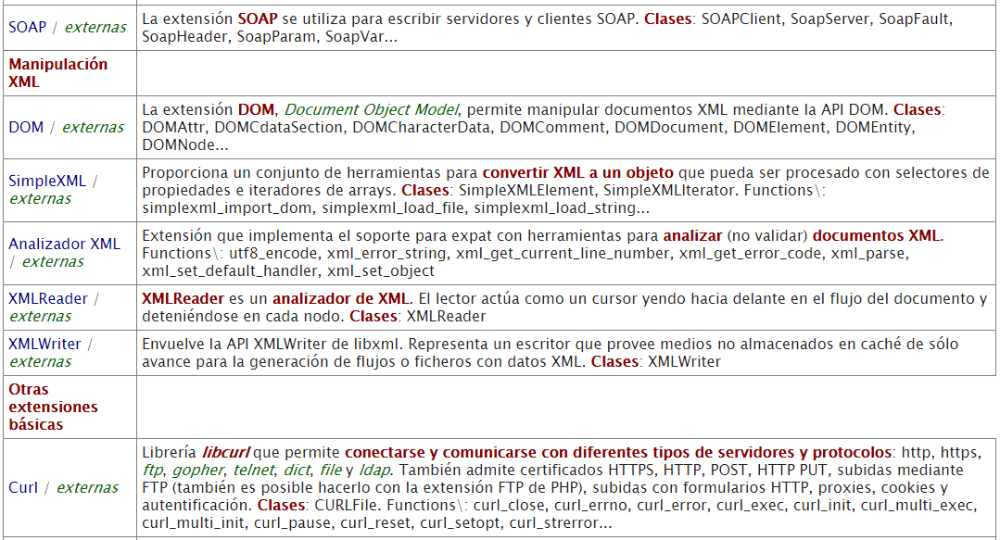 SOAP / externas
La extensión SOAP se utiliza para escribir servidores y clientes SOAP. Clases: SOAPClient, SoapServer, SoapFault,
SoapHeader, SoapParam, SoapVar...
Manipulación
XML
DOM / externas
La extensión DOM, Document Object Model, permite manipular documentos XML mediante la API DOM. Clases:
DOMAttr, DOMCdataSection, DOMCharacterData, DOMComment, DOMDocument, DOMElement, DOMEntity,
DOMNode...
SimpleXML /
externas
Proporciona un conjunto de herramientas para convertir XML a un objeto que pueda ser procesado con selectores de
propiedades e iteradores de arrays. Clases: SimpleXMLElement, SimpleXMLIterator. Functions\:
simplexml_import_dom, simplexml_load_file, simplexml_load_string...
Analizador XML
/ externas
Extensión que implementa el soporte para expat con herramientas para analizar (no validar) documentos XML.
Functions\: utf8_encode, xml_error_string, xml_get_current_line_number, xml_get_error_code, xml_parse,
xml_set_default_handler, xml_set_object
XMLReader /
externas
XMLReader es un analizador de XML. El lector actúa como un cursor yendo hacia delante en el flujo del documento y
deteniéndose en cada nodo. Clases: XMLReader
XMLWriter /
externas
Envuelve la API XMLWriter de libxml. Representa un escritor que provee medios no almacenados en caché de sólo
avance para la generación de flujos o ficheros con datos XML. Clases: XMLWriter
Otras
extensiones
básicas
Curl / externas
Librería libcurl que permite conectarse y comunicarse con diferentes tipos de servidores y protocolos: http, https,
ftp, gopher, telnet, dict, file y ldap. También admite certificados HTTPS, HTTP, POST, HTTP PUT, subidas mediante
FTP (también es posible hacerlo con la extensión FTP de PHP), subidas con formularios HTTP, proxies, cookies y
autentificación. Clases: CURLFile. Functions\: curl_close, curl_errno, curl_error, curl_exec, curl_init, curl_multi_exec,
curl_multi_init, curl_pause, curl_reset, curl_setopt, curl_strerror...